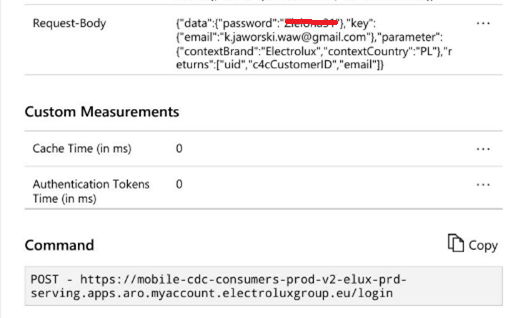 Request-Body
{"data":{"password":" "},"key":
{"email":"k.jaworski.waw@gmail.com"},"parameter":
{"contextBrand":"Electrolux","contextCountry":"PL"},"r
eturns":["uid","c4cCustomerID","email"]}
...
Custom Measurements
Cache Time (in ms)
0
...
Authentication Tokens
Time (in ms)
0
...
Command
Copy
POST - https://mobile-cdc-consumers-prod-v2-elux-prd-
serving.apps.aro.myaccount.electroluxgroup.eu/login